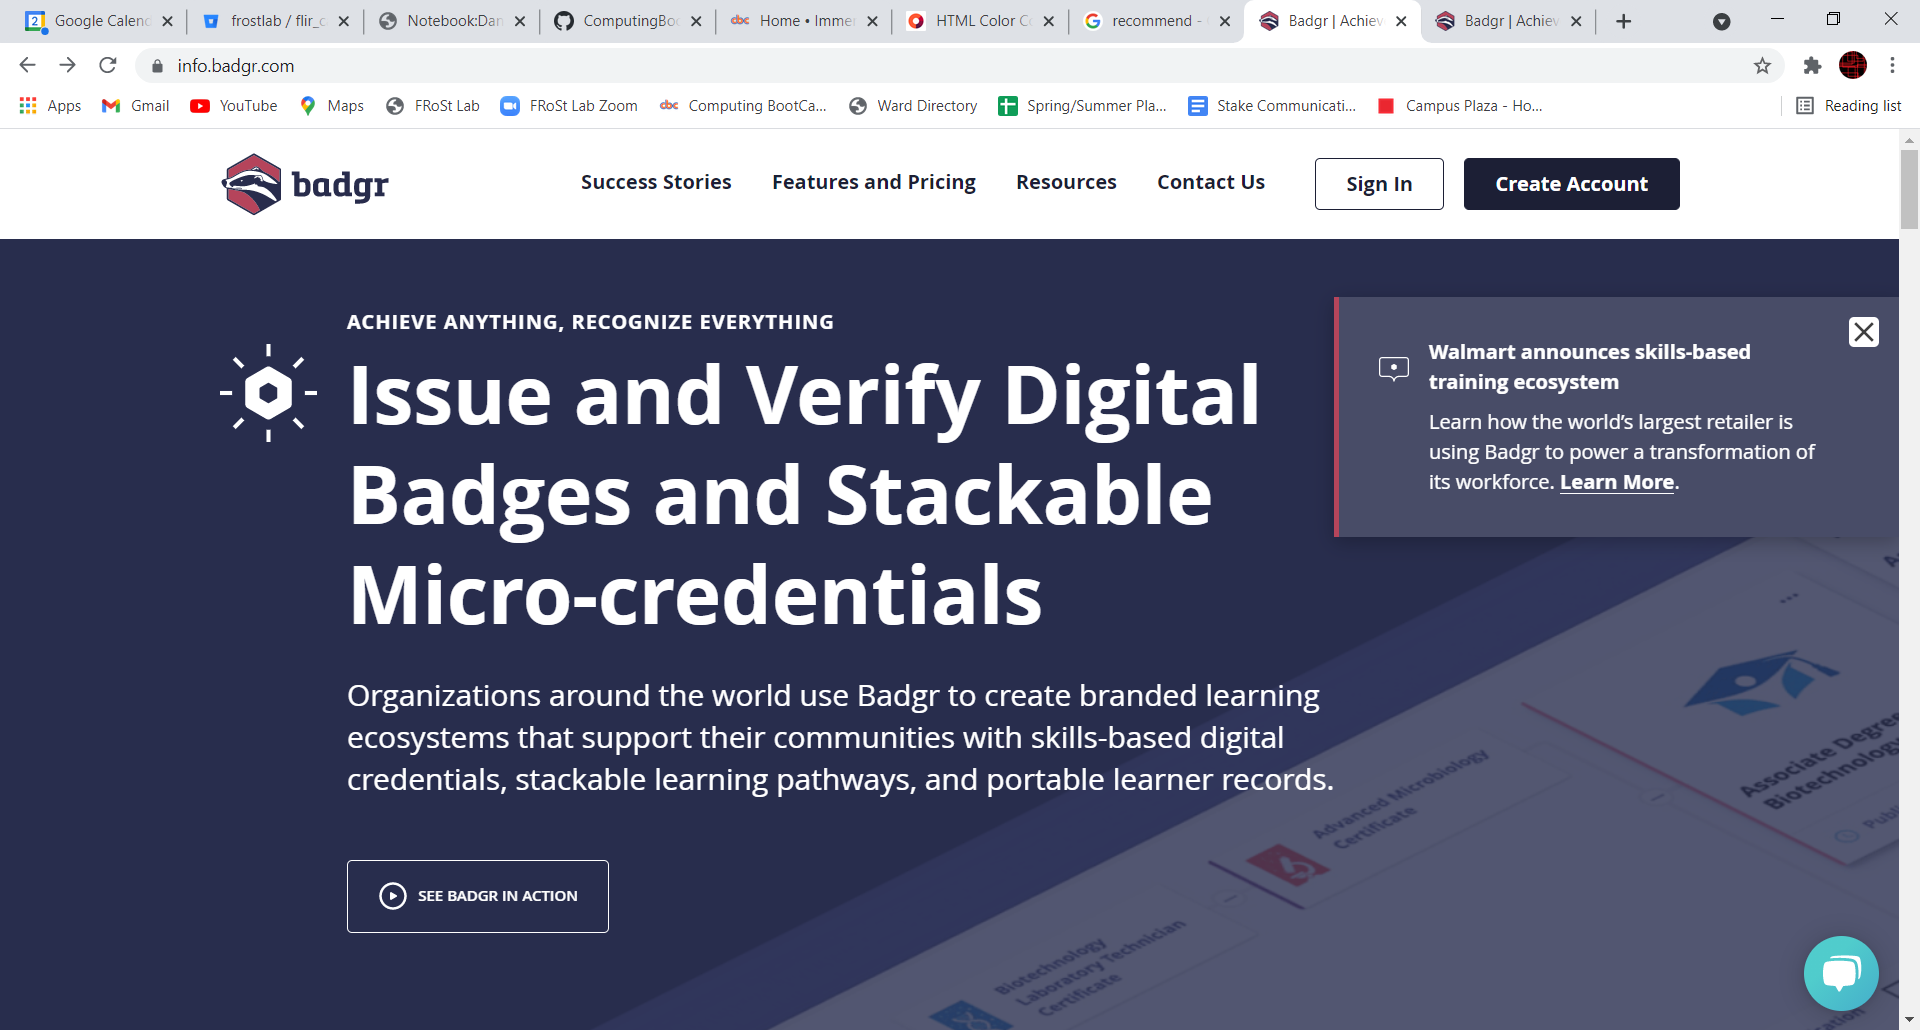 Google Calend
frostlab / flir_c
Notebook:Dan
ComputingBoo
dbc Home • Imme
HTML Color C
recommend -
Badgr | Achiev
Badgr | Achiev
info.badgr.com
Apps
Gmail
YouTube
Maps
FRoSt Lab
FRoSt Lab Zoom
dbc Computing BootCa...
Ward Directory
Spring/Summer Pla...
Stake Communicati...
Campus Plaza - Ho...
Reading list
badgr
Success Stories
Features and Pricing
Resources
Contact Us
Sign In
Create Account
ACHIEVE ANYTHING, RECOGNIZE EVERYTHING
Issue and Verify Digital
Badges and Stackable
Micro-credentials
Organizations around the world use Badgr to create branded learning
ecosystems that support their communities with skills-based digital
credentials, stackable learning pathways, and portable learner records.
SEE BADGR IN ACTION
Walmart announces skills-based
training ecosystem
Learn how the world’s largest retailer is
using Badgr to power a transformation of
its workforce. Learn More.
Associate Degree
Biotechnology
Publi
Advanced Microbiology
Certificate
Biotechnology
Laboratory Technician
Certificate